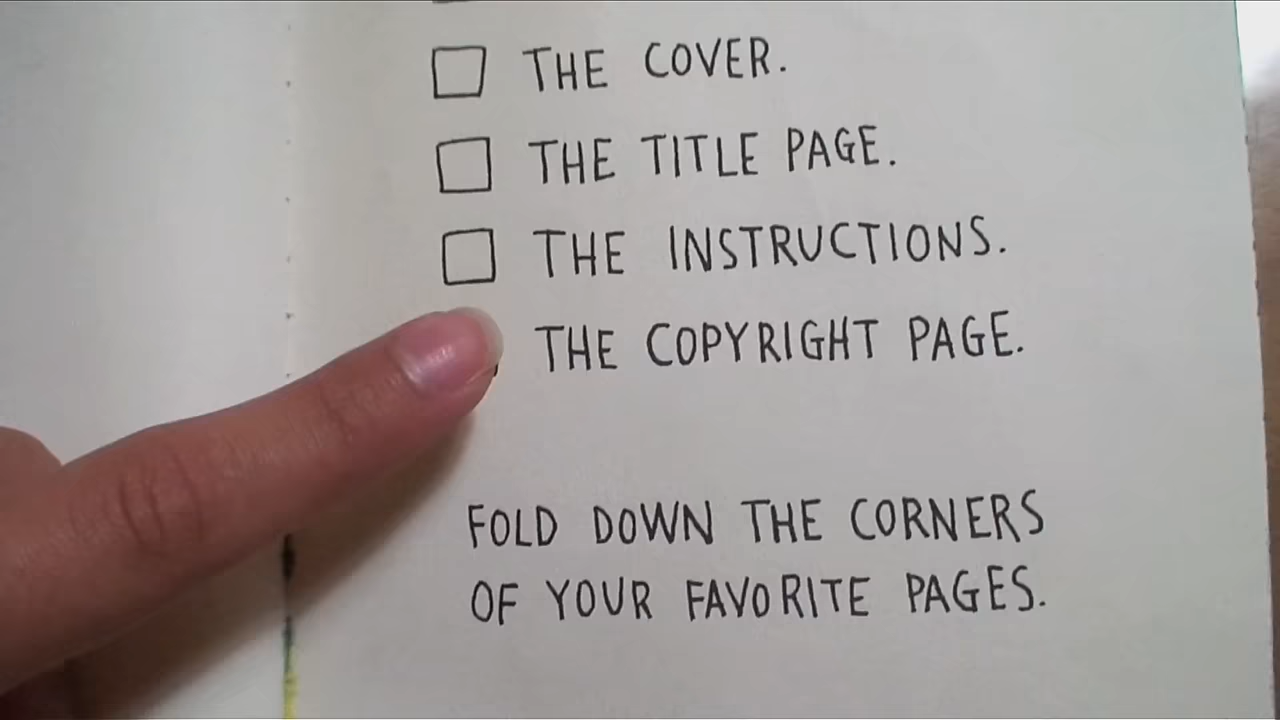 THE COVER.
THE TITLE PAGE.
THE INSTRUCTIONS.
THE COPYRIGHT PAGE.
FOLD DOWN THE CORNERS
OF YOUR FAVORITE PAGES.